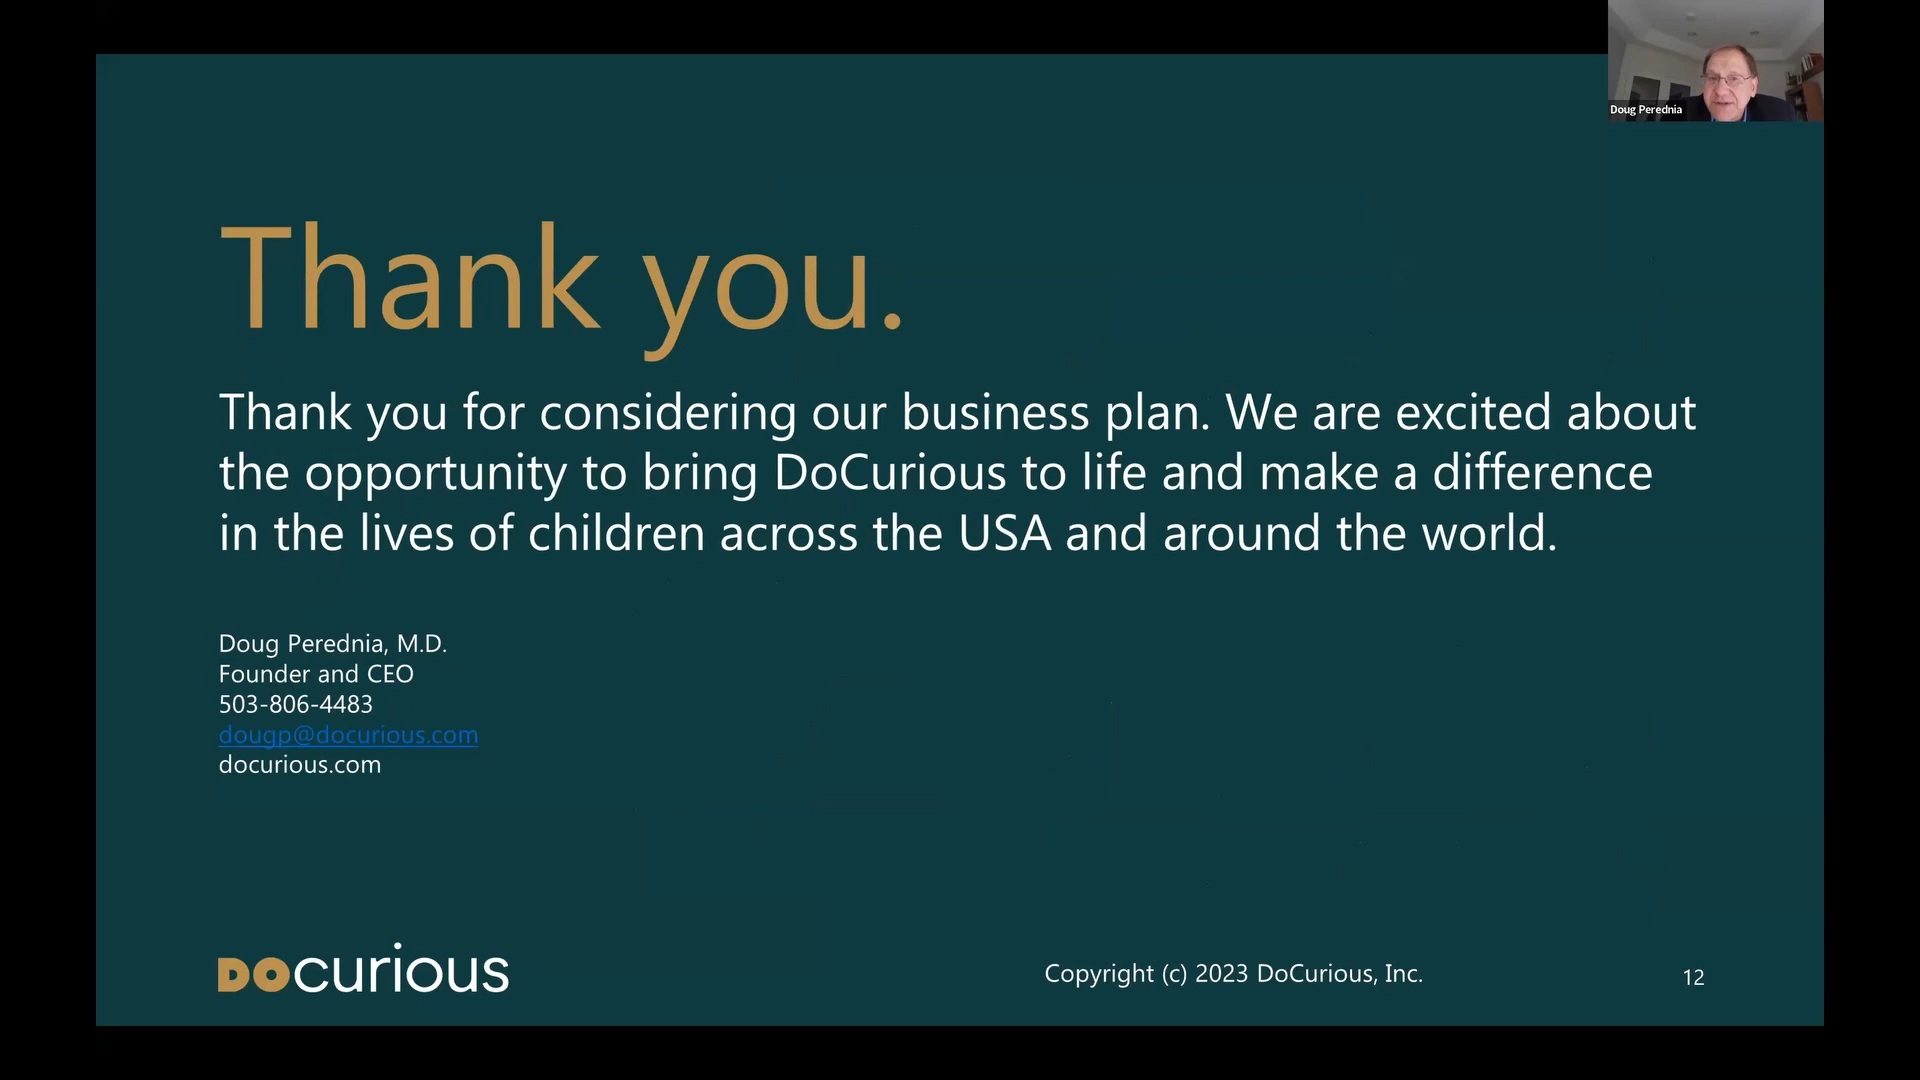 Doug Perednia
Thank you.
Thank you for considering our business plan. We are excited about
the opportunity to bring DoCurious to life and make a difference
in the lives of children across the USA and around the world.
Doug Perednia, M.D.
Founder and CEO
503-806-4483
dougp@docurious.com
docurious.com
DOcurious
Copyright (c) 2023 DoCurious, Inc.
12